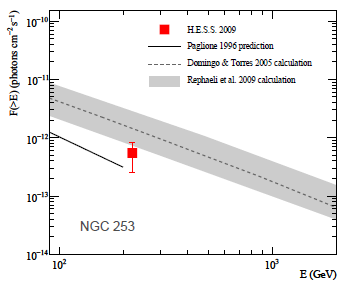 10⁻¹⁰
H.E.S.S. 2009
Paglione 1996 prediction
Domingo & Torres 2005 calculation
Rephaeli et al. 2009 calculation
10⁻¹¹
F(>E) (photons cm⁻² s⁻¹)
10⁻¹²
10⁻¹³
NGC 253
10⁻¹⁴
10² 10³
E (GeV)